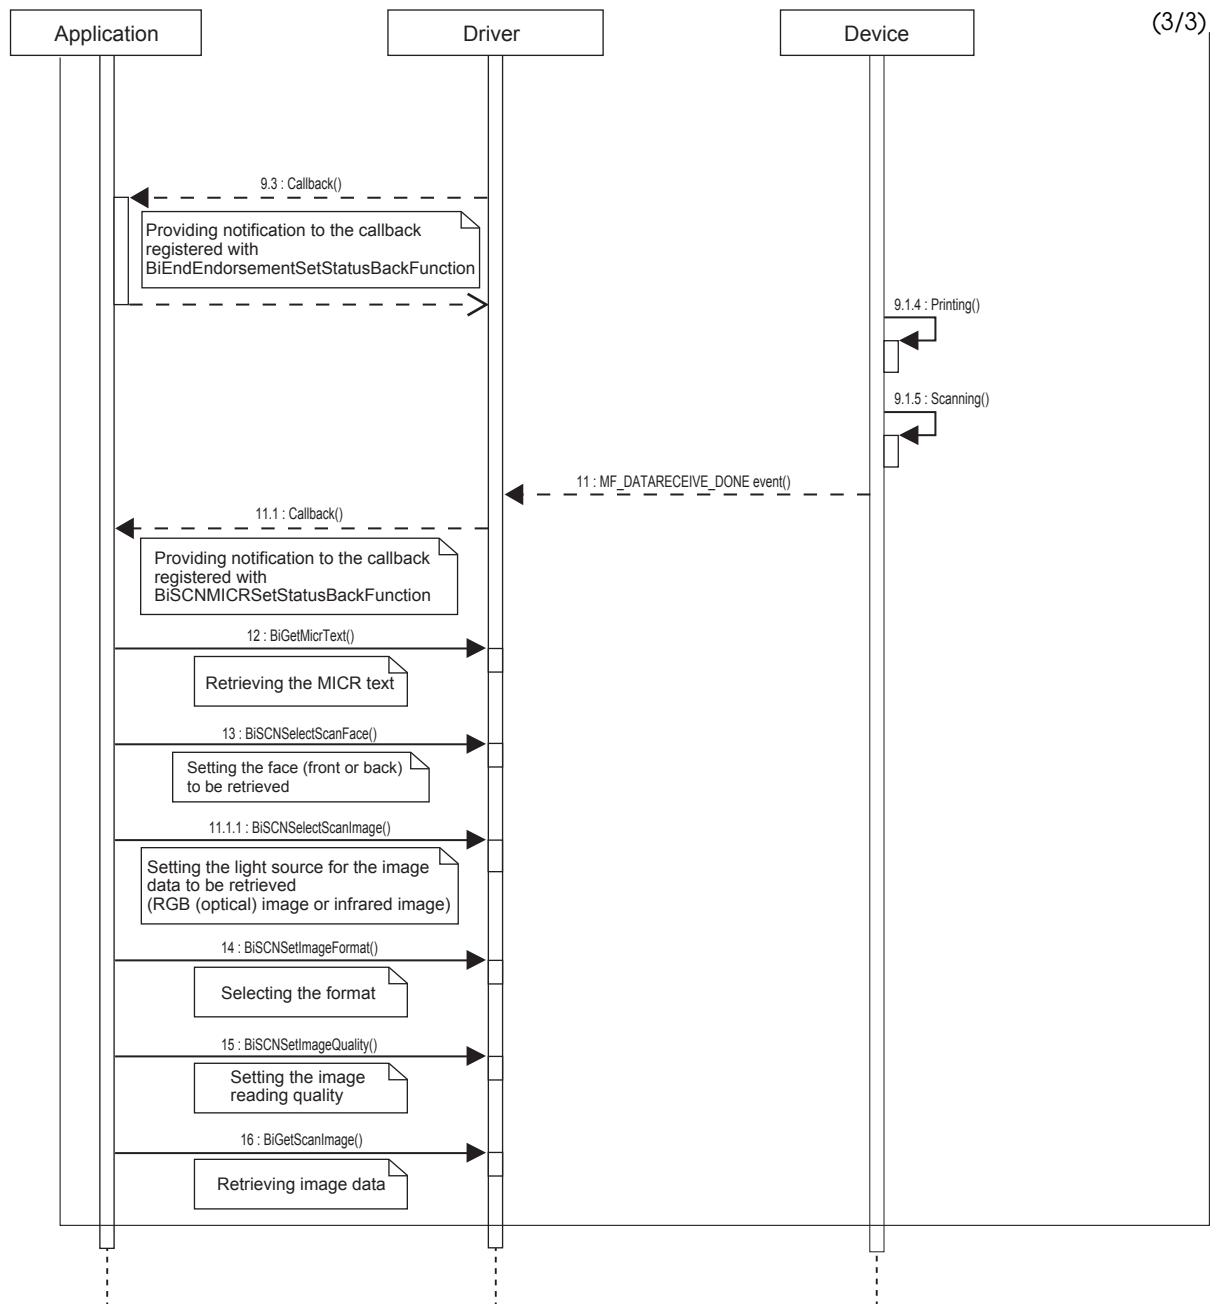 (3/3)
Application
Driver
Device
9.3 : Callback()
Providing notification to the callback
registered with
BiEndEndorsementSetStatusBackFunction
9.1.4 : Printing()
9.1.5 : Scanning()
11 : MF_DATARECEIVE_DONE event()
11.1 : Callback()
Providing notification to the callback
registered with
BiSCNMICRSetStatusBackFunction
12 : BiGetMicrText()
Retrieving the MICR text
13 : BiSCNSelectScanFace()
Setting the face (front or back)
to be retrieved
11.1.1 : BiSCNSelectScanImage()
Setting the light source for the image
data to be retrieved
(RGB (optical) image or infrared image)
14 : BiSCNSetImageFormat()
Selecting the format
15 : BiSCNSetImageQuality()
Setting the image
reading quality
16 : BiGetScanImage()
Retrieving image data